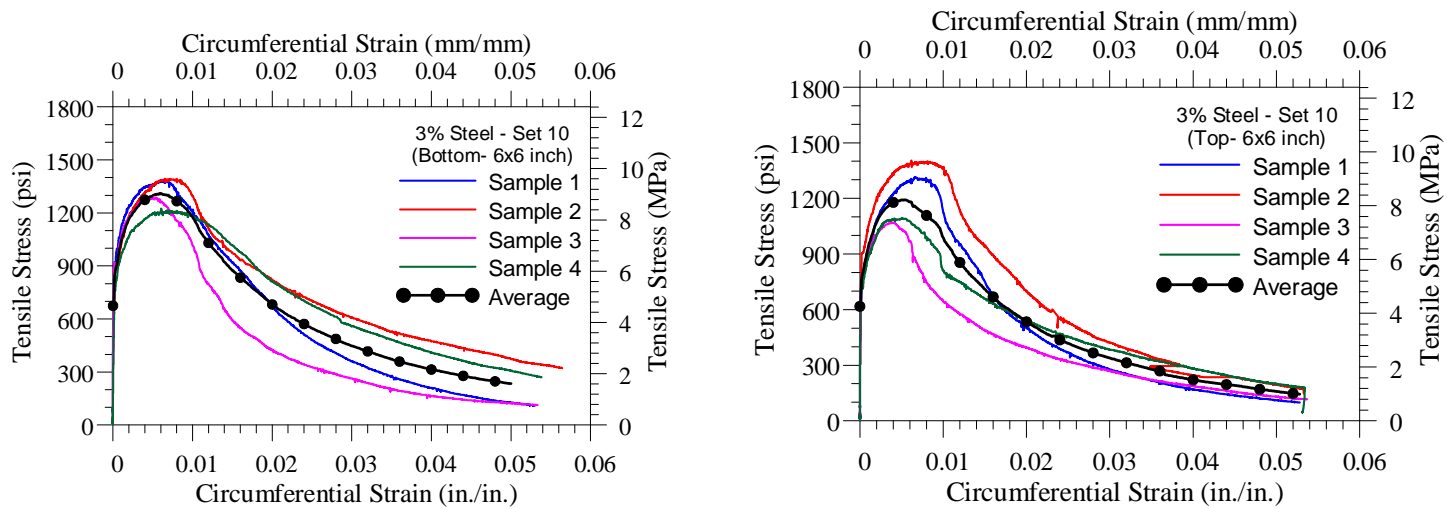 Circumferential Strain (mm/mm)
0 0.01 0.02 0.03 0.04 0.05 0.06
Tensile Stress (psi)
1800
1500
1200
900
600
300
0
3% Steel - Set 10
(Bottom- 6x6 inch)
Sample 1
Sample 2
Sample 3
Sample 4
Average
12
10
8
6
4
2
0
Tensile Stress (MPa)
0 0.01 0.02 0.03 0.04 0.05 0.06
Circumferential Strain (in./in.)
Circumferential Strain (mm/mm)
0 0.01 0.02 0.03 0.04 0.05 0.06
Tensile Stress (psi)
1800
1500
1200
900
600
300
0
3% Steel - Set 10
(Top- 6x6 inch)
Sample 1
Sample 2
Sample 3
Sample 4
Average
12
10
8
6
4
2
0
Tensile Stress (MPa)
0 0.01 0.02 0.03 0.04 0.05 0.06
Circumferential Strain (in./in.)